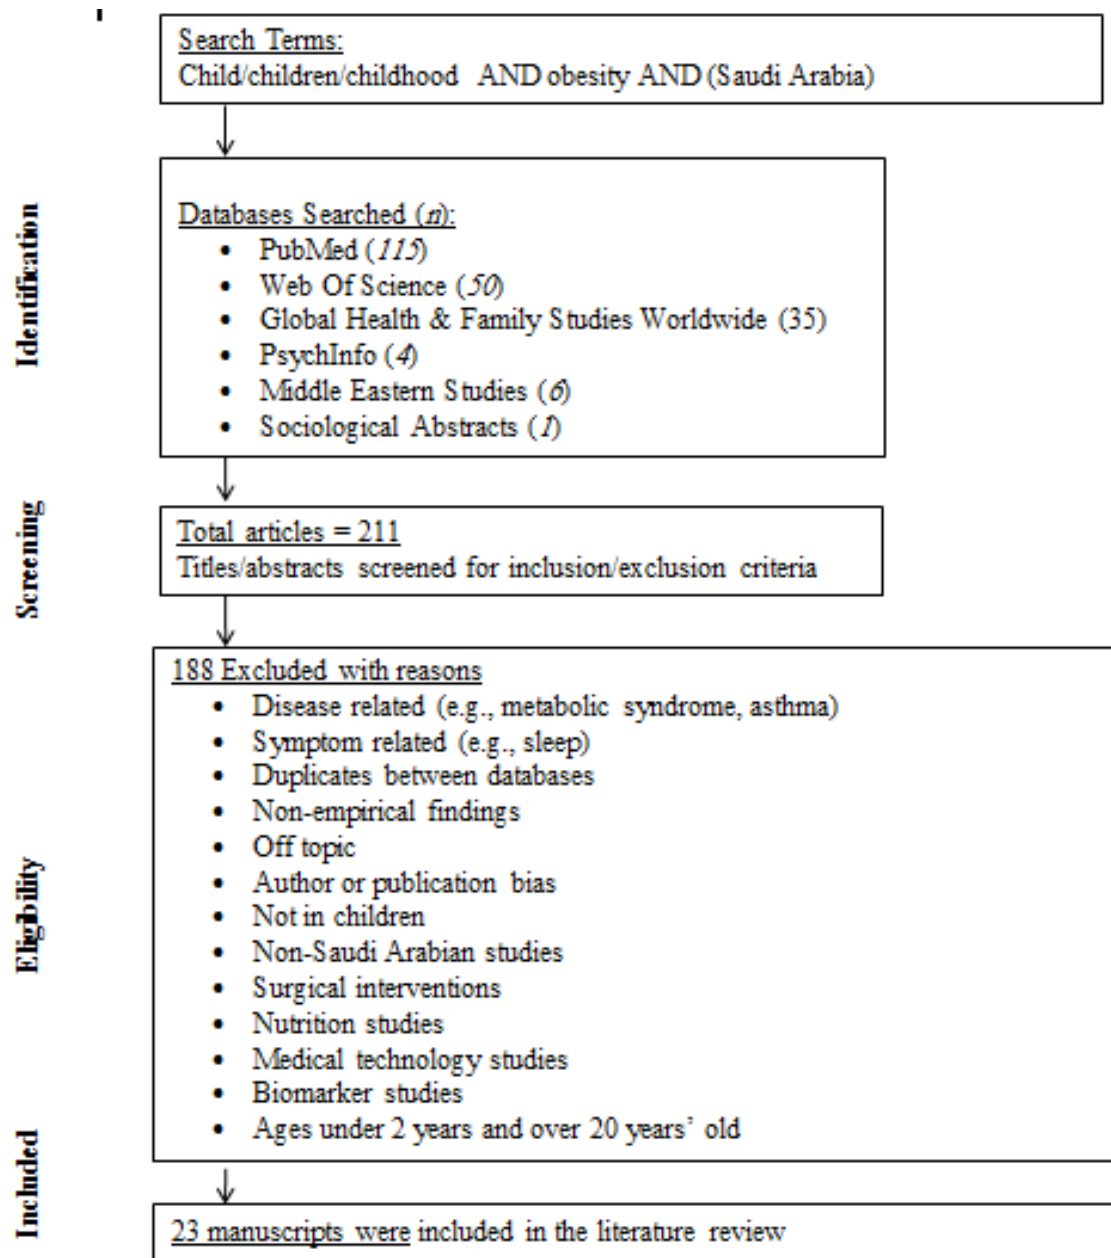 Search Terms:
Child/children/childhood AND obesity AND (Saudi Arabia)
Identification
Databases Searched (n):
• PubMed (115)
• Web Of Science (50)
• Global Health & Family Studies Worldwide (35)
• PsychInfo (4)
• Middle Eastern Studies (6)
• Sociological Abstracts (1)
Screening
Total articles = 211
Titles/abstracts screened for inclusion/exclusion criteria
Eligibility
188 Excluded with reasons
• Disease related (e.g., metabolic syndrome, asthma)
• Symptom related (e.g., sleep)
• Duplicates between databases
• Non-empirical findings
• Off topic
• Author or publication bias
• Not in children
• Non-Saudi Arabian studies
• Surgical interventions
• Nutrition studies
• Medical technology studies
• Biomarker studies
• Ages under 2 years and over 20 years’ old
Included
23 manuscripts were included in the literature review